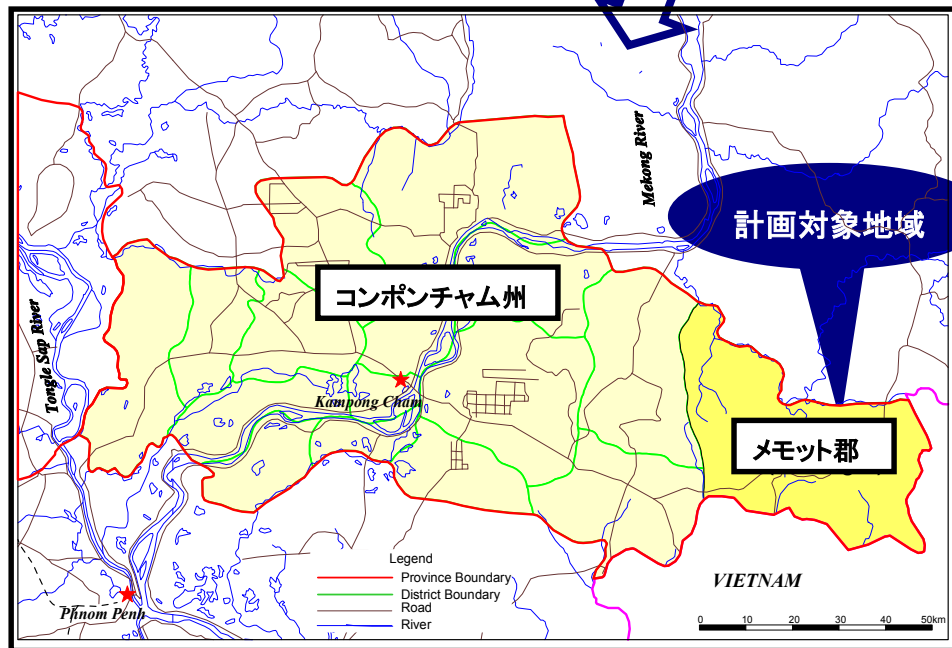 Mekong River
計画対象地域
コンポンチャム州
Tongle Sap River
Kampong Cham
メモット郡
Legend
Province Boundary
District Boundary
Road
River
VIETNAM
Phnom Penh
0 10 20 30 40 50km